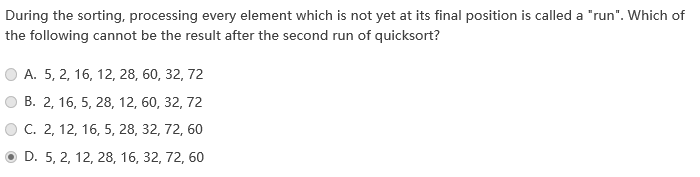 During the sorting, processing every element which is not yet at its final position is called a "run". Which of
the following cannot be the result after the second run of quicksort?
A. 5, 2, 16, 12, 28, 60, 32, 72
B. 2, 16, 5, 28, 12, 60, 32, 72
C. 2, 12, 16, 5, 28, 32, 72, 60
D. 5, 2, 12, 28, 16, 32, 72, 60